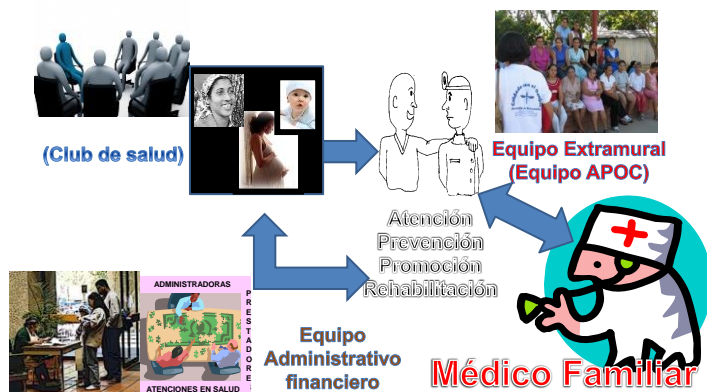 (Club de salud)
Equipo Extramural
(Equipo APOC)
Atención
Prevención
Promoción
Rehabilitación
ADMINISTRADORAS
PRESTADORE
ATENCIONES EN SALUD
Equipo
Administrativo
financiero
Médico Familiar